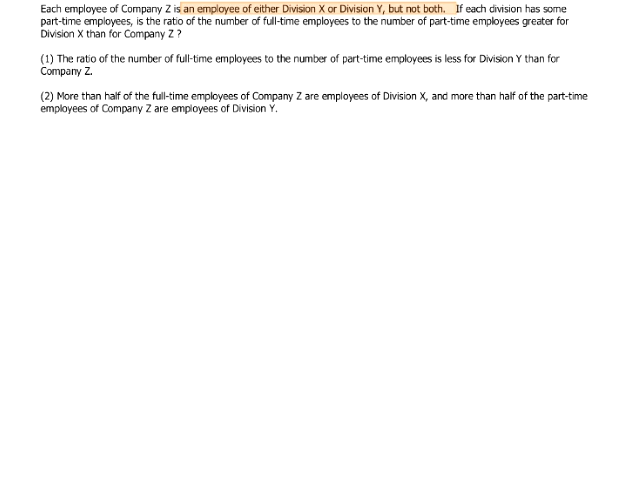 Each employee of Company Z is an employee of either Division X or Division Y, but not both. If each division has some
part-time employees, is the ratio of the number of full-time employees to the number of part-time employees greater for
Division X than for Company Z ?
(1) The ratio of the number of full-time employees to the number of part-time employees is less for Division Y than for
Company Z.
(2) More than half of the full-time employees of Company Z are employees of Division X, and more than half of the part-time
employees of Company Z are employees of Division Y.